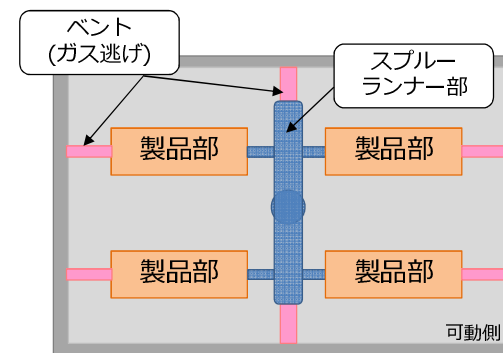 ベント
(ガス逃げ)
スプルー
ランナー部
製品部
製品部
製品部
製品部
可動側